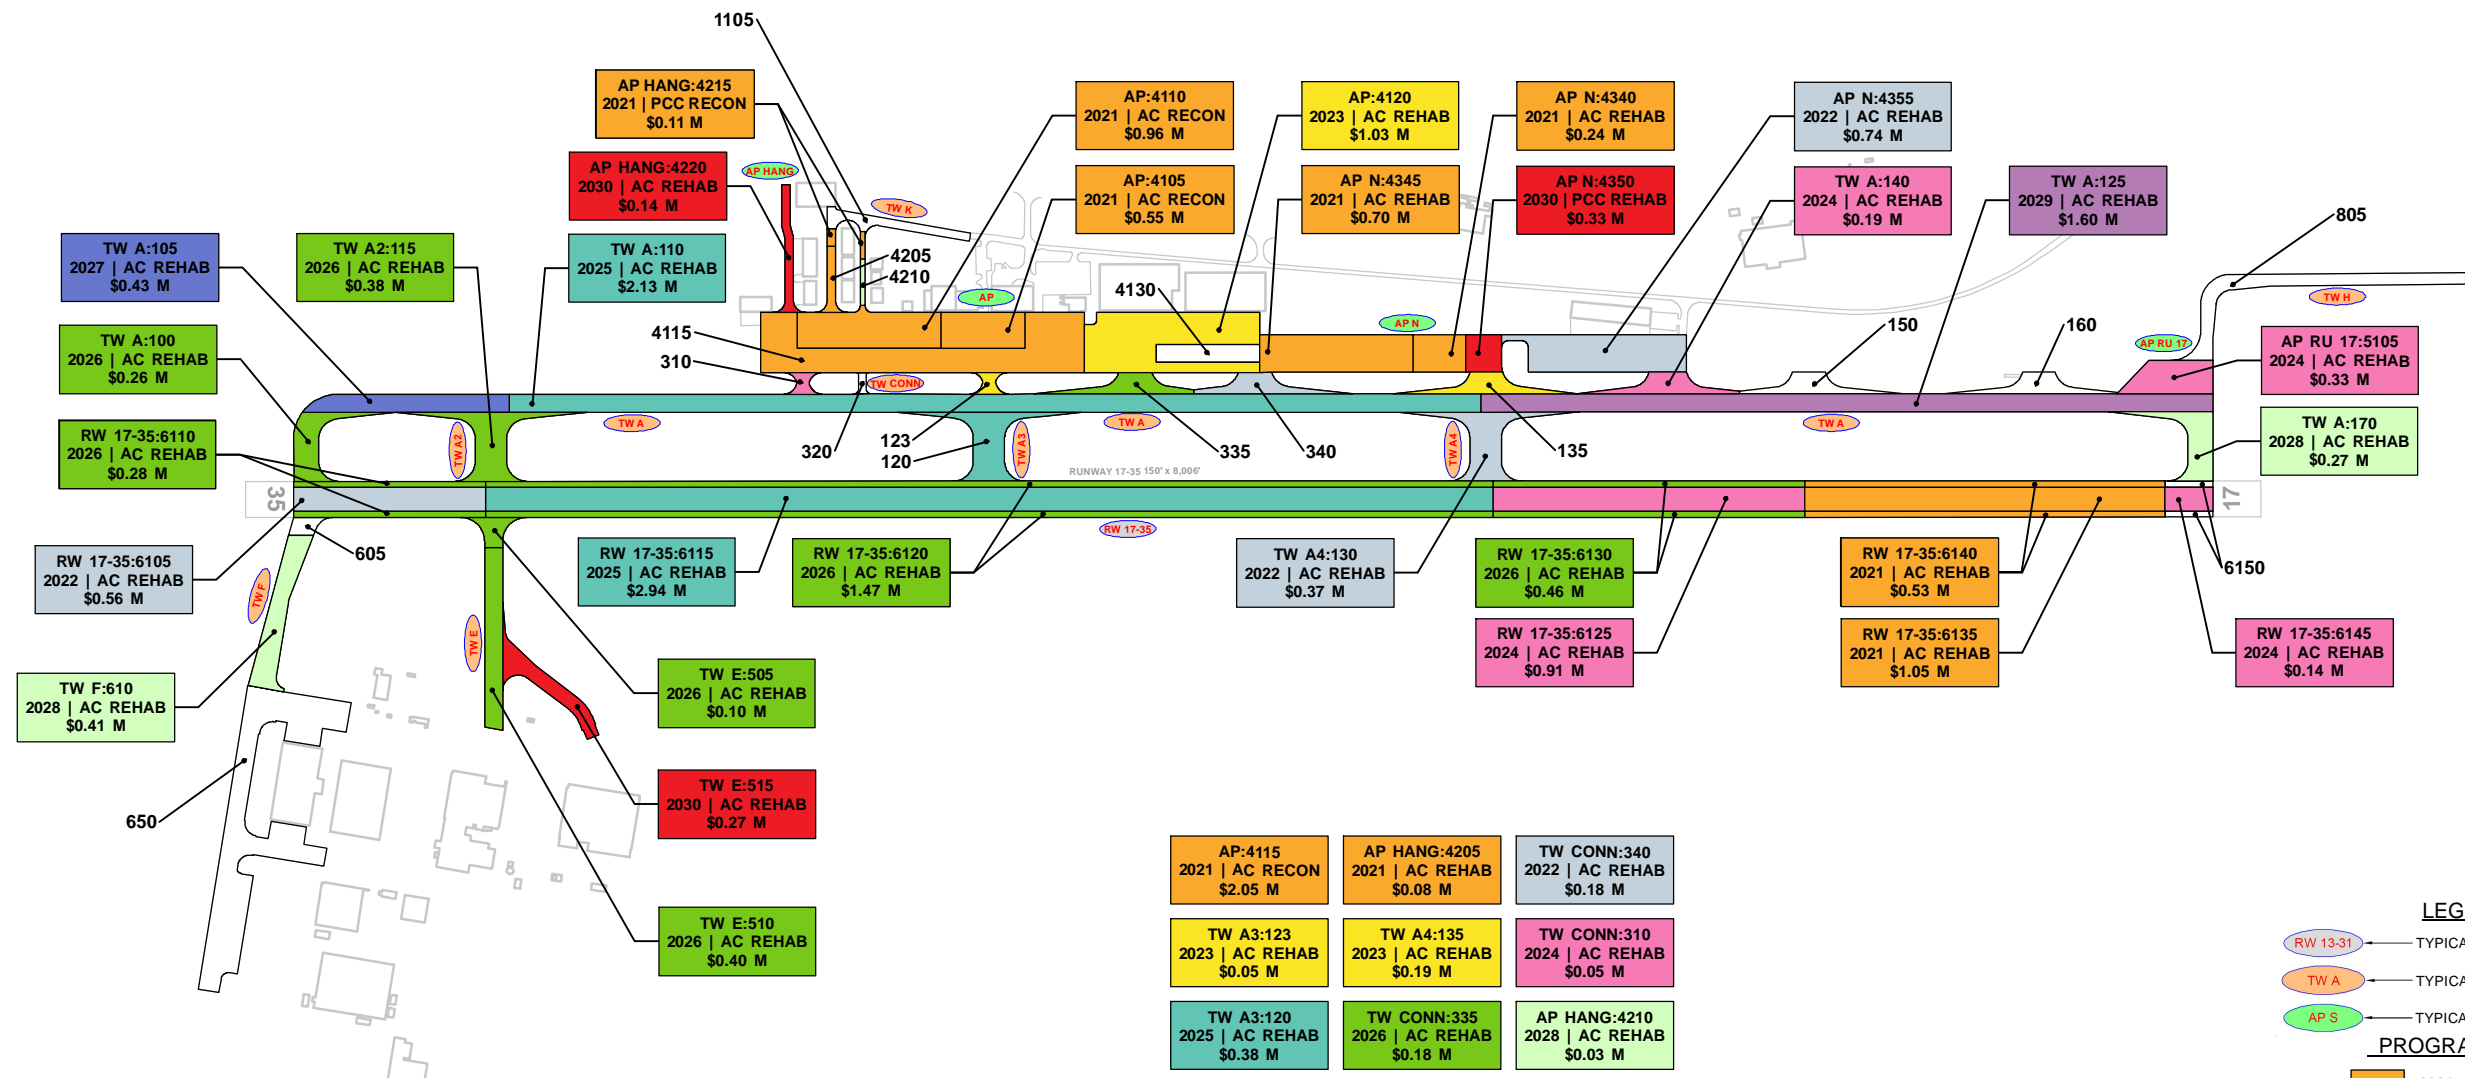 1105
AP HANG:4215
2021 | PCC RECON
$0.11 M
AP:4110
2021 | AC RECON
$0.96 M
AP:4120
2023 | AC REHAB
$1.03 M
AP N:4340
2021 | AC REHAB
$0.24 M
AP N:4355
2022 | AC REHAB
$0.74 M
AP HANG:4220
2030 | AC REHAB
$0.14 M
AP HANG
TW K
AP:4105
2021 | AC RECON
$0.55 M
AP N:4345
2021 | AC REHAB
$0.70 M
AP N:4350
2030 | PCC REHAB
$0.33 M
TW A:140
2024 | AC REHAB
$0.19 M
TW A:125
2029 | AC REHAB
$1.60 M
805
TW A:105
2027 | AC REHAB
$0.43 M
TW A2:115
2026 | AC REHAB
$0.38 M
TW A:110
2025 | AC REHAB
$2.13 M
4205
4210
AP
4130
TW H
TW A:100
2026 | AC REHAB
$0.26 M
4115
310
AP N
150
160
AP RU 17
AP RU 17:5105
2024 | AC REHAB
$0.33 M
TW CONN
RW 17-35:6110
2026 | AC REHAB
$0.28 M
TW A2
TW A
320
123
120
TW A3
TW A
335
340
TW A4
135
TW A
TW A:170
2028 | AC REHAB
$0.27 M
RUNWAY 17-35 150' x 8,006'
35
17
RW 17-35
605
RW 17-35:6105
2022 | AC REHAB
$0.56 M
TW F
RW 17-35:6115
2025 | AC REHAB
$2.94 M
RW 17-35:6120
2026 | AC REHAB
$1.47 M
TW A4:130
2022 | AC REHAB
$0.37 M
RW 17-35:6130
2026 | AC REHAB
$0.46 M
RW 17-35:6140
2021 | AC REHAB
$0.53 M
6150
TW E
RW 17-35:6125
2024 | AC REHAB
$0.91 M
RW 17-35:6135
2021 | AC REHAB
$1.05 M
RW 17-35:6145
2024 | AC REHAB
$0.14 M
TW F:610
2028 | AC REHAB
$0.41 M
TW E:505
2026 | AC REHAB
$0.10 M
650
TW E:515
2030 | AC REHAB
$0.27 M
TW E:510
2026 | AC REHAB
$0.40 M
AP:4115
2021 | AC RECON
$2.05 M
AP HANG:4205
2021 | AC REHAB
$0.08 M
TW CONN:340
2022 | AC REHAB
$0.18 M
TW A3:123
2023 | AC REHAB
$0.05 M
TW A4:135
2023 | AC REHAB
$0.19 M
TW CONN:310
2024 | AC REHAB
$0.05 M
TW A3:120
2025 | AC REHAB
$0.38 M
TW CONN:335
2026 | AC REHAB
$0.18 M
AP HANG:4210
2028 | AC REHAB
$0.03 M
LEG
RW 13-31 TYPICA
TW A TYPICA
AP S TYPICA
PROGRA